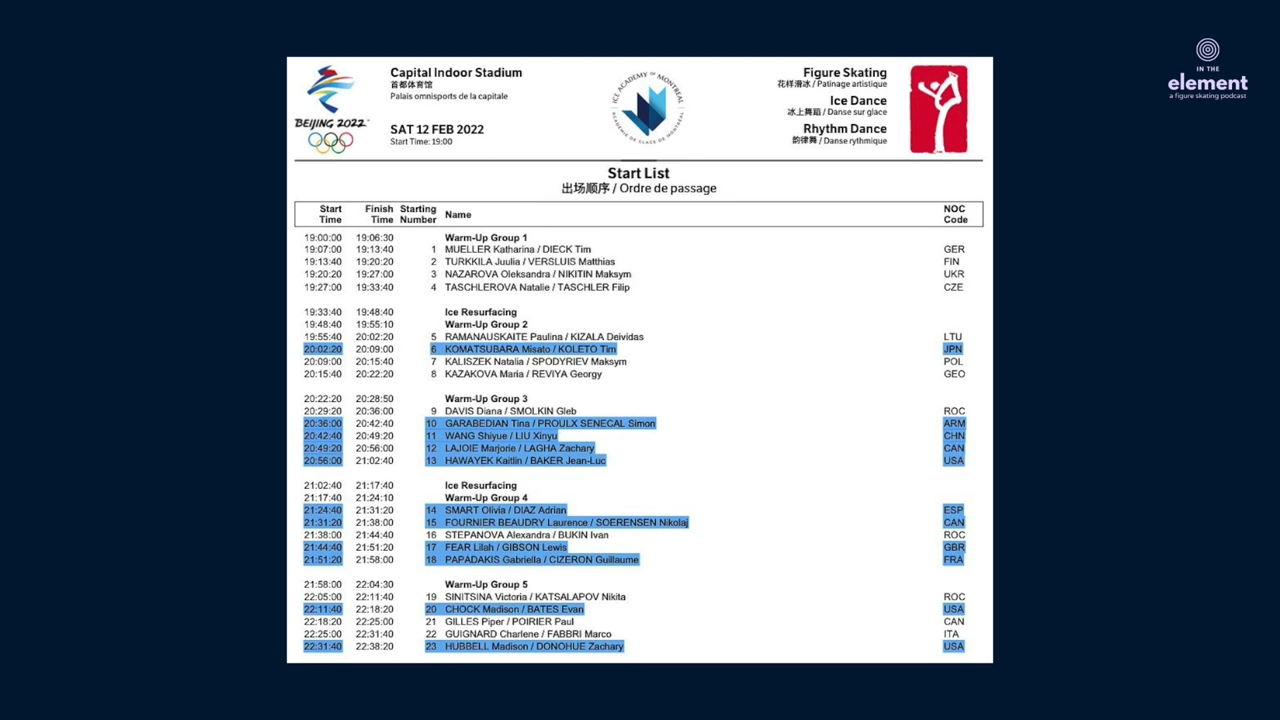 Capital Indoor Stadium
首都体育馆
Palais omnisports de la capitale
SAT 12 FEB 2022
Start Time: 19:00
BEIJING 2022
ICE ACADEMY OF MONTREAL
ACADÉMIE DE GLACE DE MONTRÉAL
Figure Skating
花样滑冰 / Patinage artistique
Ice Dance
冰上舞蹈 / Danse sur glace
Rhythm Dance
韵律舞 / Danse rythmique
IN THE
element
a figure skating podcast
Start List
出场顺序 / Ordre de passage
Start Time Finish Time Starting Number Name NOC Code
19:00:00 19:06:30 Warm-Up Group 1
19:07:00 19:13:40 1 MUELLER Katharina / DIECK Tim GER
19:13:40 19:20:20 2 TURKKILA Juulia / VERSLUIS Matthias FIN
19:20:20 19:27:00 3 NAZAROVA Oleksandra / NIKITIN Maksym UKR
19:27:00 19:33:40 4 TASCHLEROVA Natalie / TASCHLER Filip CZE
19:33:40 19:48:40 Ice Resurfacing
19:48:40 19:55:10 Warm-Up Group 2
19:55:40 20:02:20 5 RAMANAUSKAITE Paulina / KIZALA Deividas LTU
20:02:20 20:09:00 6 KOMATSUBARA Misato / KOLETO Tim JPN
20:09:00 20:15:40 7 KALISZEK Natalia / SPODYRIEV Maksym POL
20:15:40 20:22:20 8 KAZAKOVA Maria / REVIYA Georgy GEO
20:22:20 20:28:50 Warm-Up Group 3
20:29:20 20:36:00 9 DAVIS Diana / SMOLKIN Gleb ROC
20:36:00 20:42:40 10 GARABEDIAN Tina / PROULX SENECAL Simon ARM
20:42:40 20:49:20 11 WANG Shiyue / LIU Xinyu CHN
20:49:20 20:56:00 12 LAJOIE Marjorie / LAGHA Zachary CAN
20:56:00 21:02:40 13 HAWAYEK Kaitlin / BAKER Jean-Luc USA
21:02:40 21:17:40 Ice Resurfacing
21:17:40 21:24:10 Warm-Up Group 4
21:24:40 21:31:20 14 SMART Olivia / DIAZ Adrian ESP
21:31:20 21:38:00 15 FOURNIER BEAUDRY Laurence / SOERENSEN Nikolaj CAN
21:38:00 21:44:40 16 STEPANOVA Alexandra / BUKIN Ivan ROC
21:44:40 21:51:20 17 FEAR Lilah / GIBSON Lewis GBR
21:51:20 21:58:00 18 PAPADAKIS Gabriella / CIZERON Guillaume FRA
21:58:00 22:04:30 Warm-Up Group 5
22:05:00 22:11:40 19 SINITSINA Victoria / KATSALAPOV Nikita ROC
22:11:40 22:18:20 20 CHOCK Madison / BATES Evan USA
22:18:20 22:25:00 21 GILLES Piper / POIRIER Paul CAN
22:25:00 22:31:40 22 GUIGNARD Charlene / FABBRI Marco ITA
22:31:40 22:38:20 23 HUBBELL Madison / DONOHUE Zachary USA